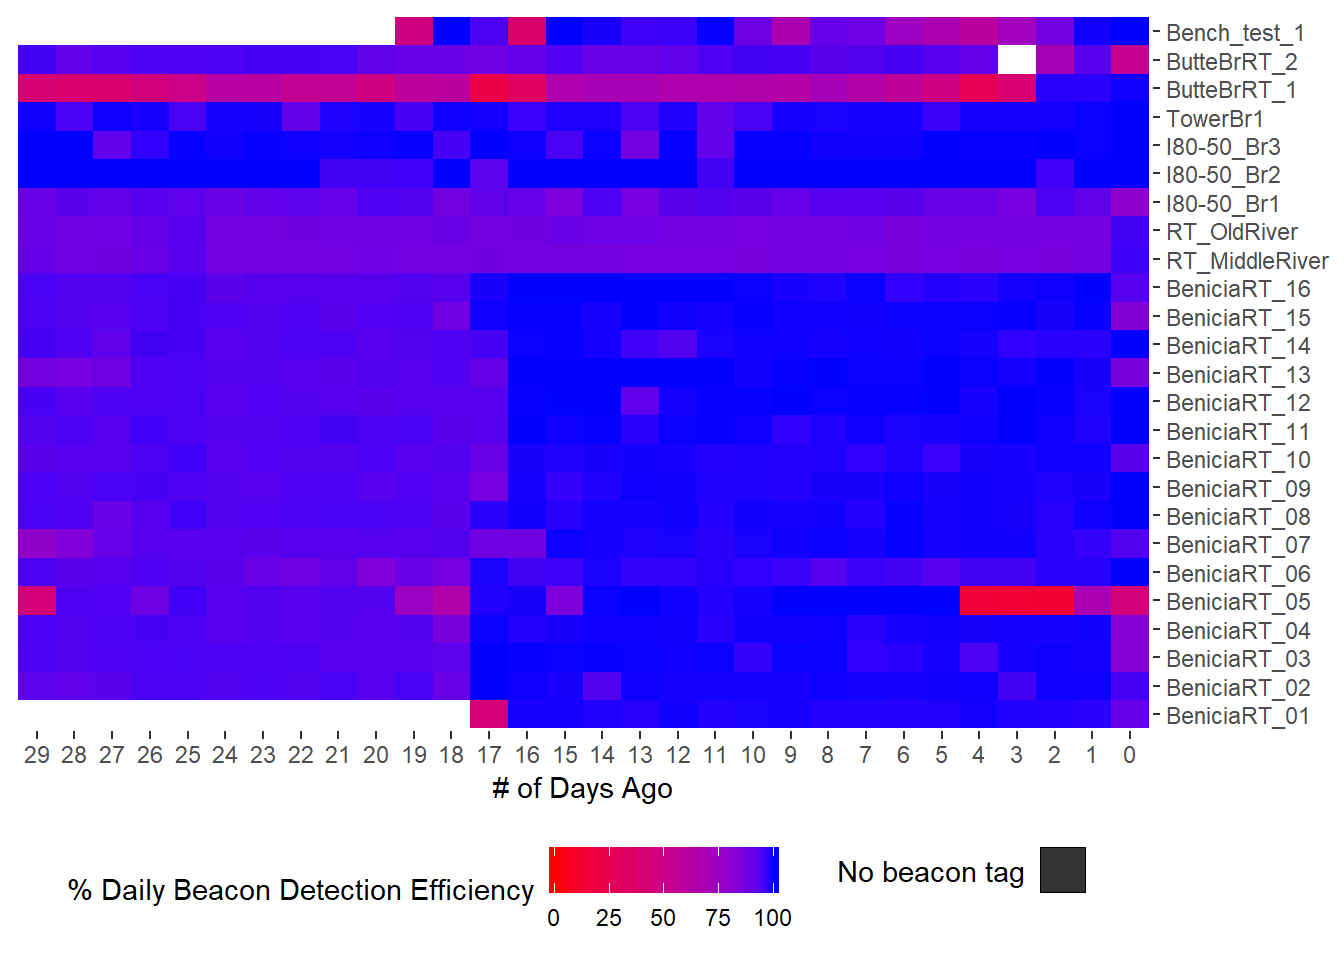 Bench_test_1
ButteBrRT_2
ButteBrRT_1
TowerBr1
I80-50_Br3
I80-50_Br2
I80-50_Br1
RT_OldRiver
RT_MiddleRiver
BeniciaRT_16
BeniciaRT_15
BeniciaRT_14
BeniciaRT_13
BeniciaRT_12
BeniciaRT_11
BeniciaRT_10
BeniciaRT_09
BeniciaRT_08
BeniciaRT_07
BeniciaRT_06
BeniciaRT_05
BeniciaRT_04
BeniciaRT_03
BeniciaRT_02
BeniciaRT_01
29 28 27 26 25 24 23 22 21 20 19 18 17 16 15 14 13 12 11 10 9 8 7 6 5 4 3 2 1 0
# of Days Ago
% Daily Beacon Detection Efficiency
0 25 50 75 100
No beacon tag